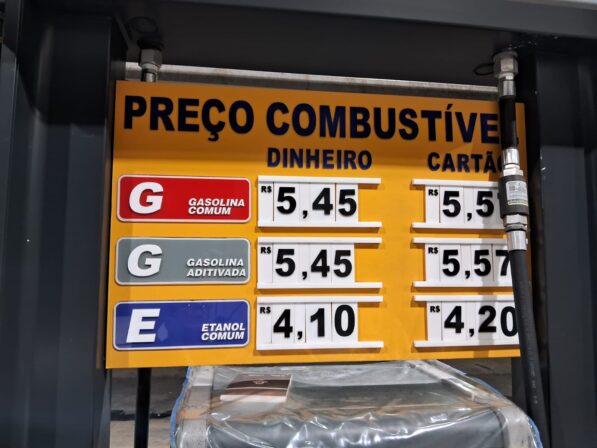 PREÇO COMBUSTÍVE
DINHEIRO CARTÃO
G GASOLINA COMUM R$ 5,45 R$ 5,5
G GASOLINA ADITIVADA R$ 5,45 R$ 5,57
E ETANOL COMUM R$ 4,10 R$ 4,20